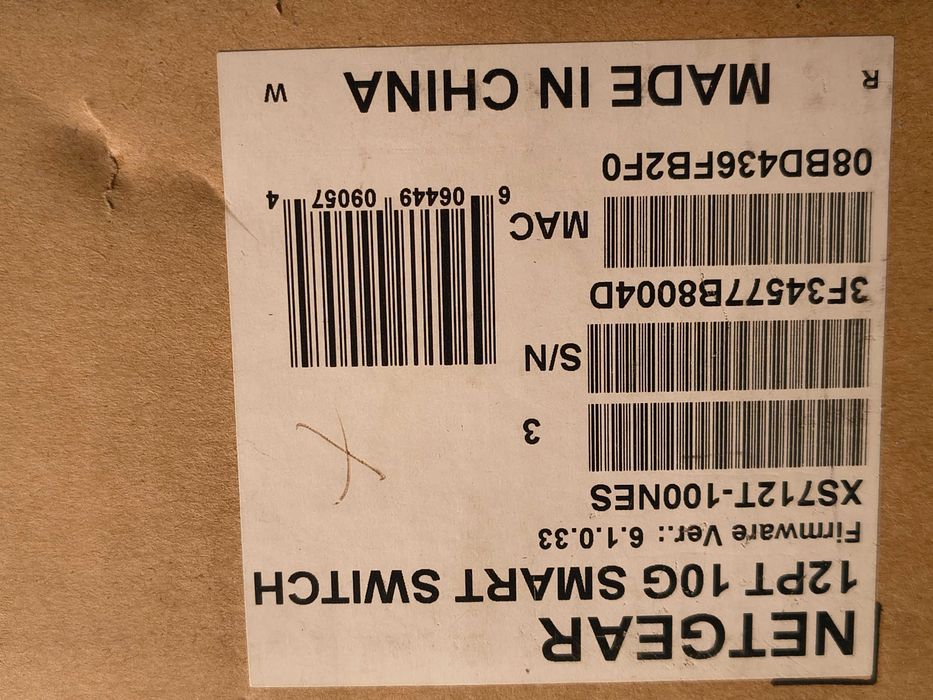 NETGEAR
12PT 10G SMART SWITCH
Firmware Ver.: 6.1.0.33
XS712T-100NES
3
S/N
3F34577B8004D
MAC
08BD436FB2F0
6 06449 09057 4
R MADE IN CHINA W